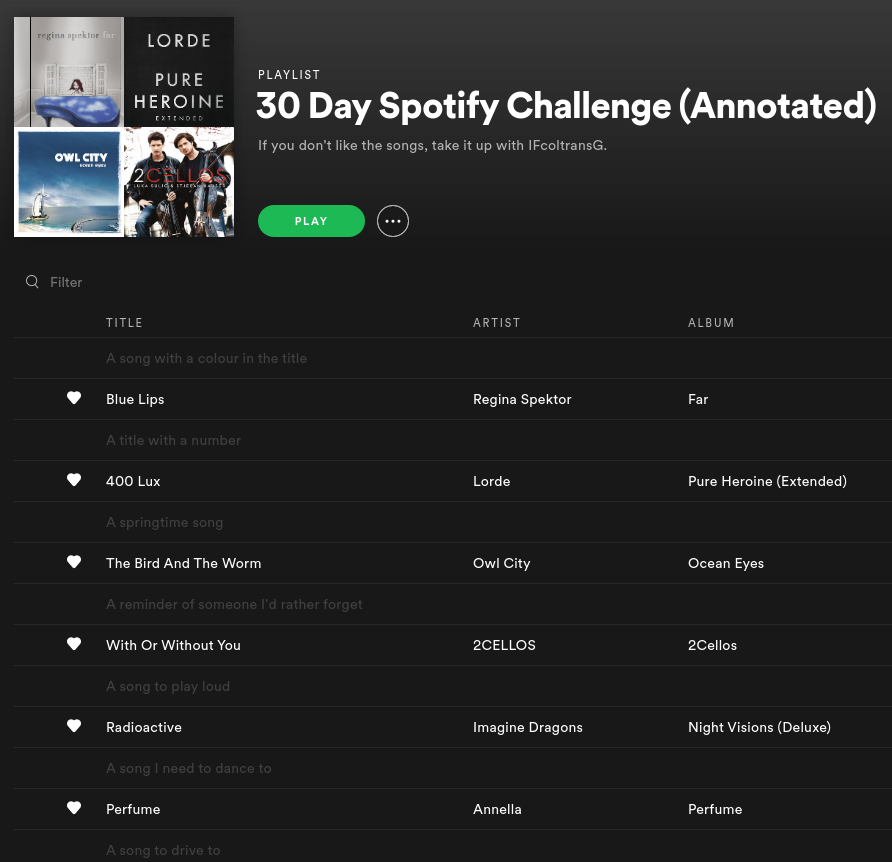 regina spektor far
LORDE
PURE
HEROINE
EXTENDED
OWL CITY
OCEAN EYES
2CELLOS
LUKA SULIC & STJEPAN HAUSER
PLAYLIST
30 Day Spotify Challenge (Annotated)
If you don't like the songs, take it up with IFcoltransG.
PLAY
Filter
TITLE ARTIST ALBUM
A song with a colour in the title
Blue Lips Regina Spektor Far
A title with a number
400 Lux Lorde Pure Heroine (Extended)
A springtime song
The Bird And The Worm Owl City Ocean Eyes
A reminder of someone I'd rather forget
With Or Without You 2CELLOS 2Cellos
A song to play loud
Radioactive Imagine Dragons Night Visions (Deluxe)
A song I need to dance to
Perfume Annella Perfume
A song to drive to